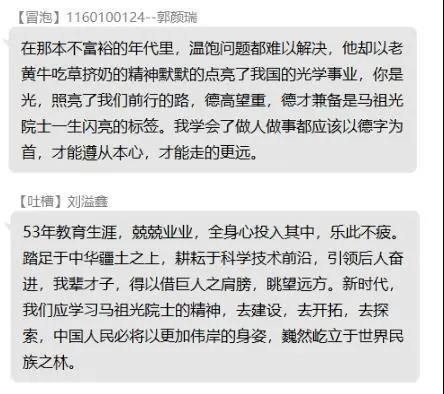 【冒泡】1160100124--郭颜瑞
在那本不富裕的年代里，温饱问题都难以解决，他却以老
黄牛吃草挤奶的精神默默的点亮了我国的光学事业，你是
光，照亮了我们前行的路，德高望重，德才兼备是马祖光
院士一生闪亮的标签。我学会了做人做事都应该以德字为
首，才能遵从本心，才能走的更远。
【吐槽】刘溢鑫
53年教育生涯，兢兢业业，全身心投入其中，乐此不疲。
踏足于中华疆土之上，耕耘于科学技术前沿，引领后人奋
进，我辈才子，得以借巨人之肩膀，眺望远方。新时代，
我们应学习马祖光院士的精神，去建设，去开拓，去探
索，中国人民必将以更加伟岸的身姿，巍然屹立于世界民
族之林。